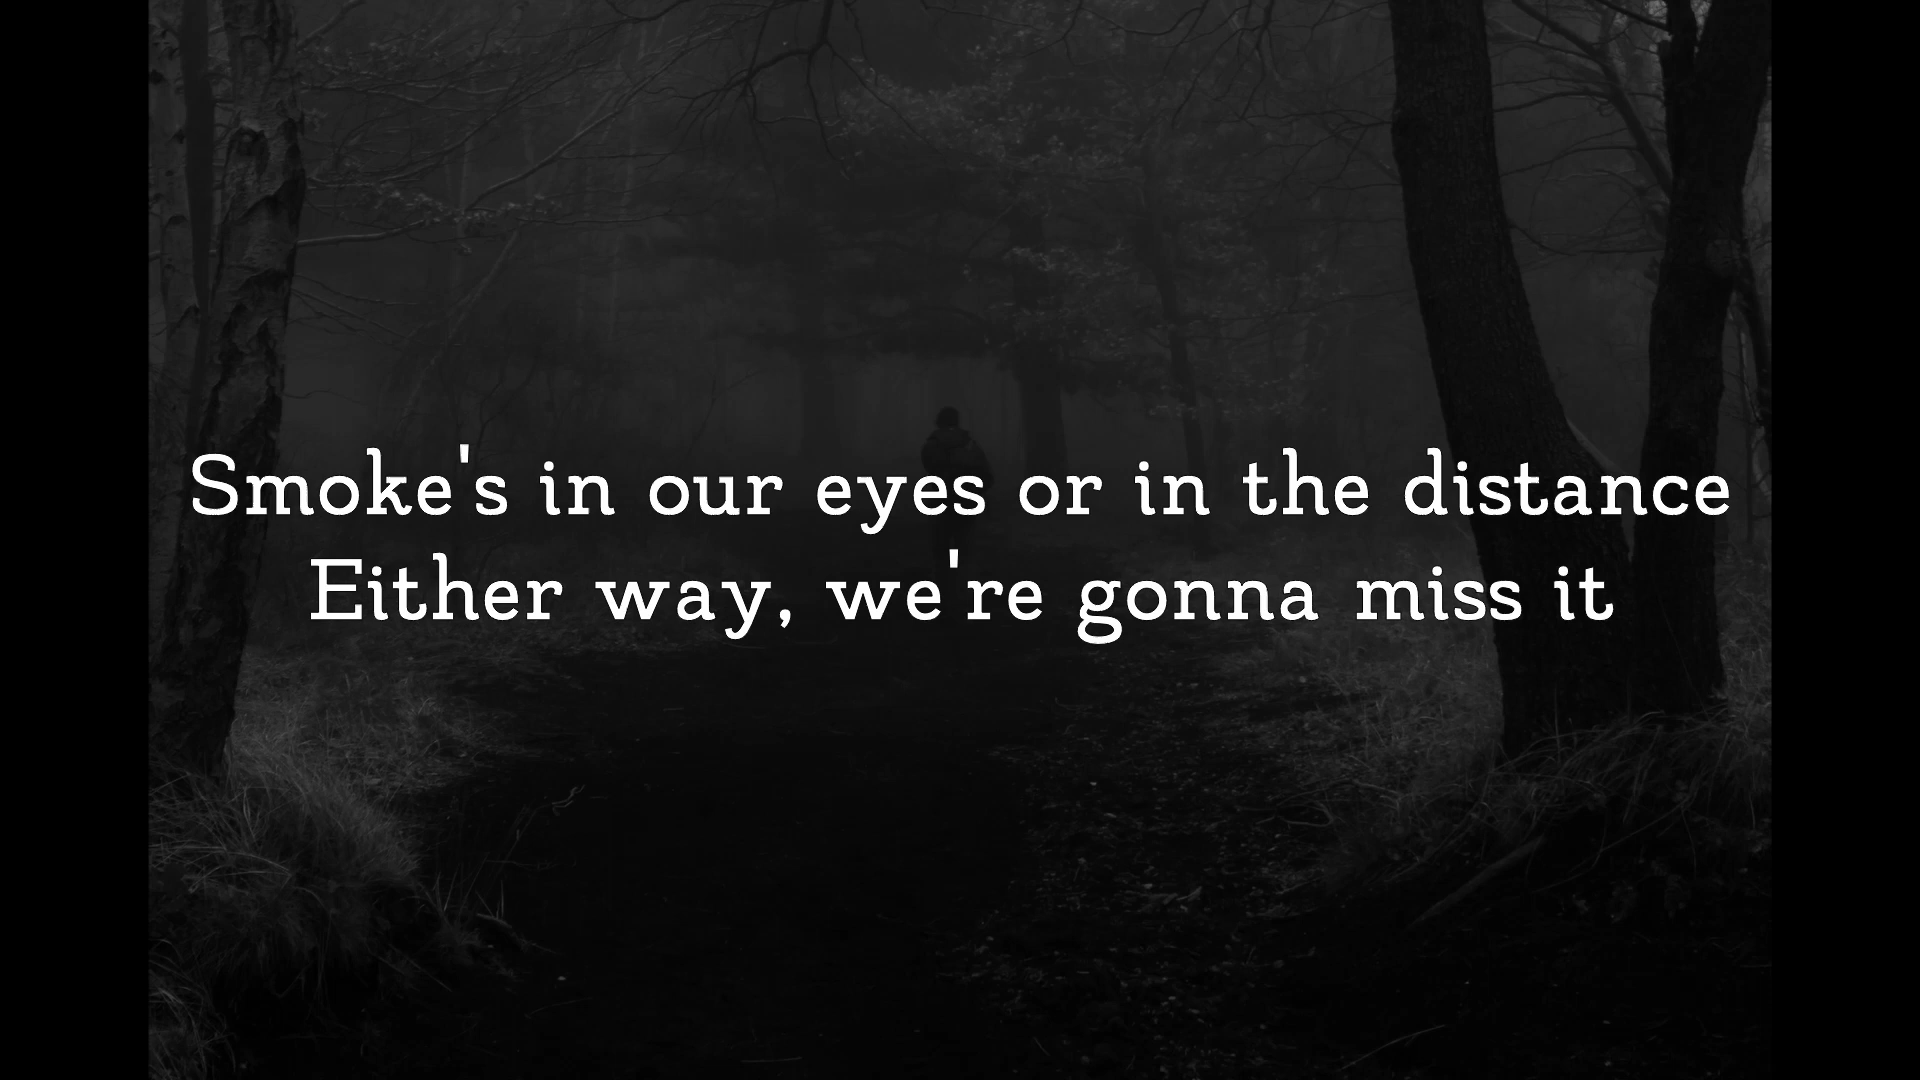 Smoke's in our eyes or in the distance
Either way, we're gonna miss it